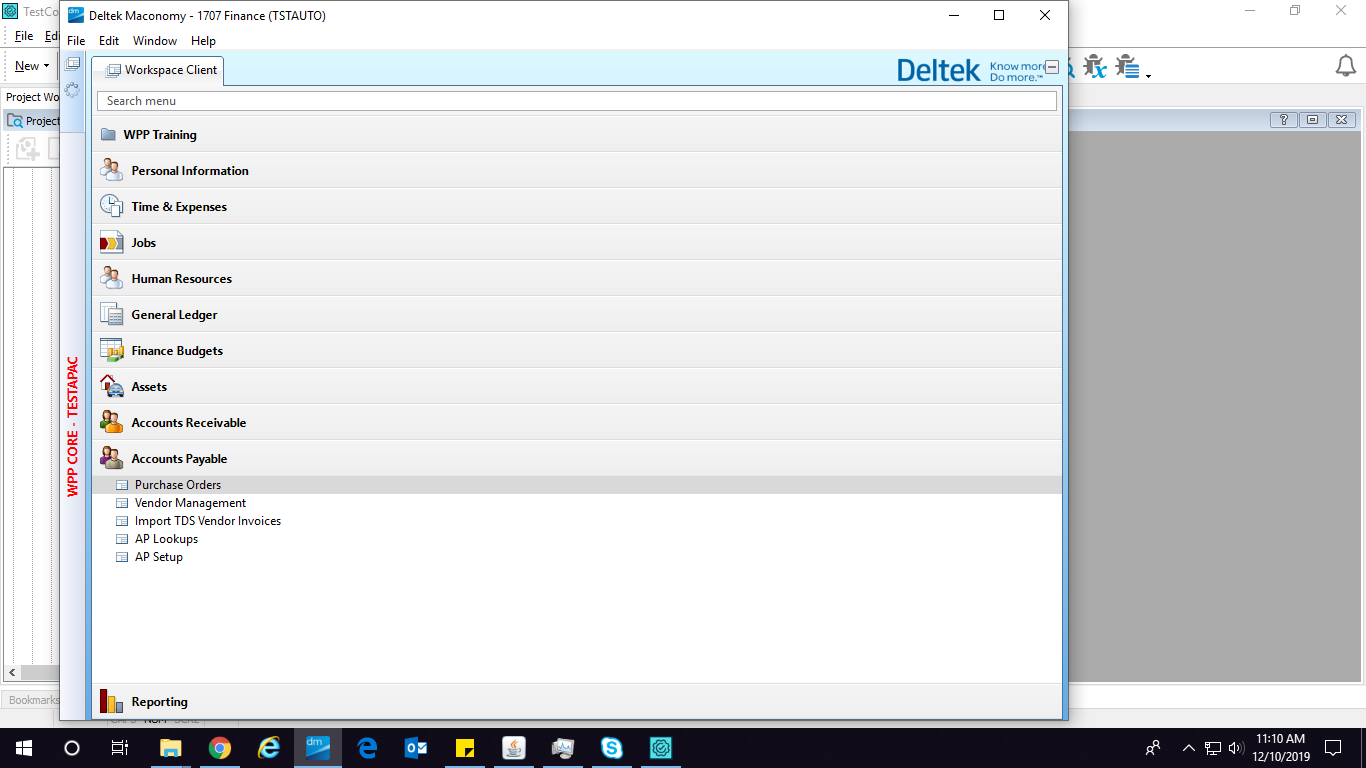 TestCo
Deltek Maconomy - 1707 Finance (TSTAUTO)
File
File Edit Window Help
New
Workspace Client
Deltek Know more
Do more.™
Project Wo
Search menu
Project
WPP Training
Personal Information
Time & Expenses
Jobs
Human Resources
General Ledger
Finance Budgets
Assets
WPP CORE - TESTAPAC
Accounts Receivable
Accounts Payable
Purchase Orders
Vendor Management
Import TDS Vendor Invoices
AP Lookups
AP Setup
Bookmarks
Reporting
11:10 AM
12/10/2019